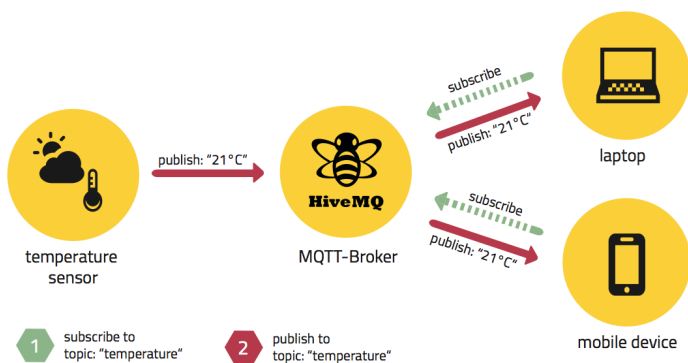 subscribe
publish: "21°C"
publish: "21°C"
laptop
HiveMQ
subscribe
publish: "21°C"
temperature
sensor
MQTT-Broker
mobile device
1
subscribe to
topic: "temperature"
2
publish to
topic: "temperature"